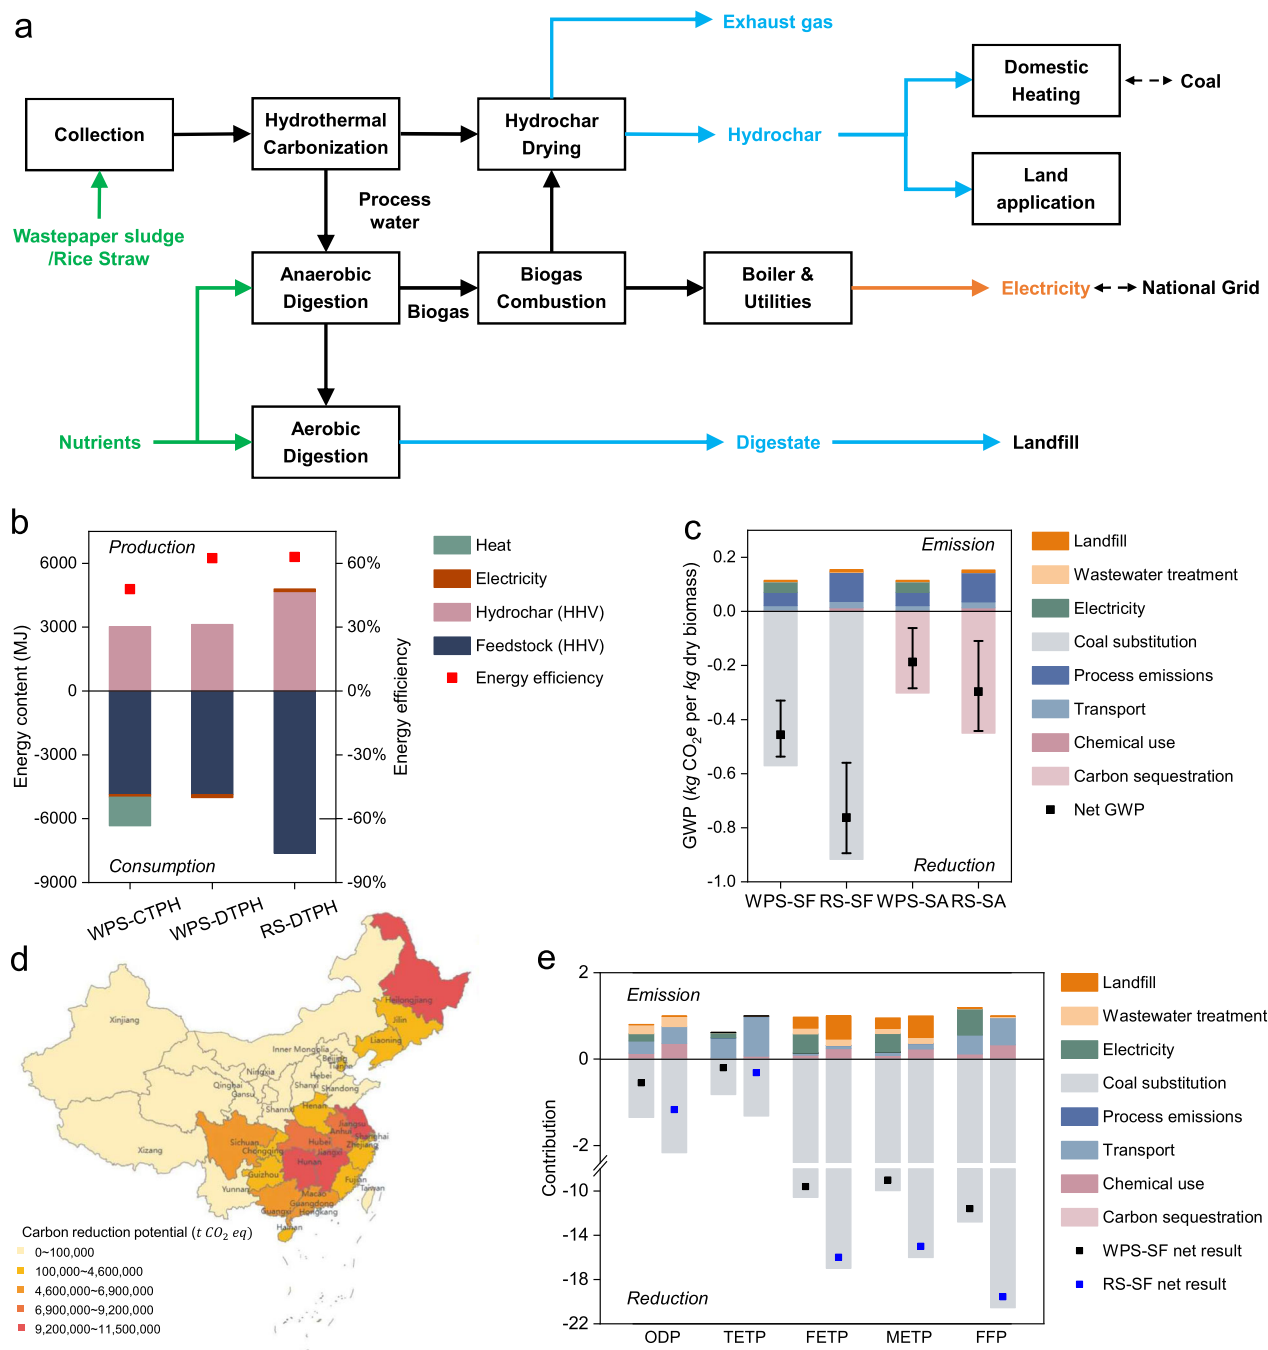 a
Exhaust gas
Collection
Hydrothermal
Carbonization
Hydrochar
Drying
Hydrochar
Domestic
Heating
Coal
Land
application
Process
water
Wastepaper sludge
/Rice Straw
Anaerobic
Digestion
Biogas
Biogas
Combustion
Boiler &
Utilities
Electricity
National Grid
Nutrients
Aerobic
Digestion
Digestate
Landfill
b
Production
Consumption
Energy content (MJ)
6000
3000
0
-3000
-6000
-9000
60%
30%
0%
-30%
-60%
-90%
Energy efficiency
WPS-CTPH
WPS-DTPH
RS-DTPH
Heat
Electricity
Hydrochar (HHV)
Feedstock (HHV)
Energy efficiency
c
Emission
Reduction
GWP (kg CO2e per kg dry biomass)
0.2
0.0
-0.2
-0.4
-0.6
-0.8
-1.0
WPS-SF
RS-SF
WPS-SA
RS-SA
Landfill
Wastewater treatment
Electricity
Coal substitution
Process emissions
Transport
Chemical use
Carbon sequestration
Net GWP
d
Heilongjiang
Jilin
Liaoning
Xinjiang
Inner Mongolia
Beijing
Tianjin
Hebei
Ningxia
Shanxi
Shandong
Qinghai
Gansu
Shannxi
Henan
Jiangsu
Anhui
Shanghai
Zhejiang
Sichuan
Chongqing
Hubei
Jiangxi
Hunan
Xizang
Guizhou
Fujian
Taiwan
Yunnan
Macao
Guangdong
Guangxi
Hongkang
Hainan
Carbon reduction potential (t CO2 eq)
0~100,000
100,000~4,600,000
4,600,000~6,900,000
6,900,000~9,200,000
9,200,000~11,500,000
e
Emission
Reduction
Contribution
2
0
-2
-10
-14
-18
-22
ODP
TETP
FETP
METP
FFP
Landfill
Wastewater treatment
Electricity
Coal substitution
Process emissions
Transport
Chemical use
Carbon sequestration
WPS-SF net result
RS-SF net result